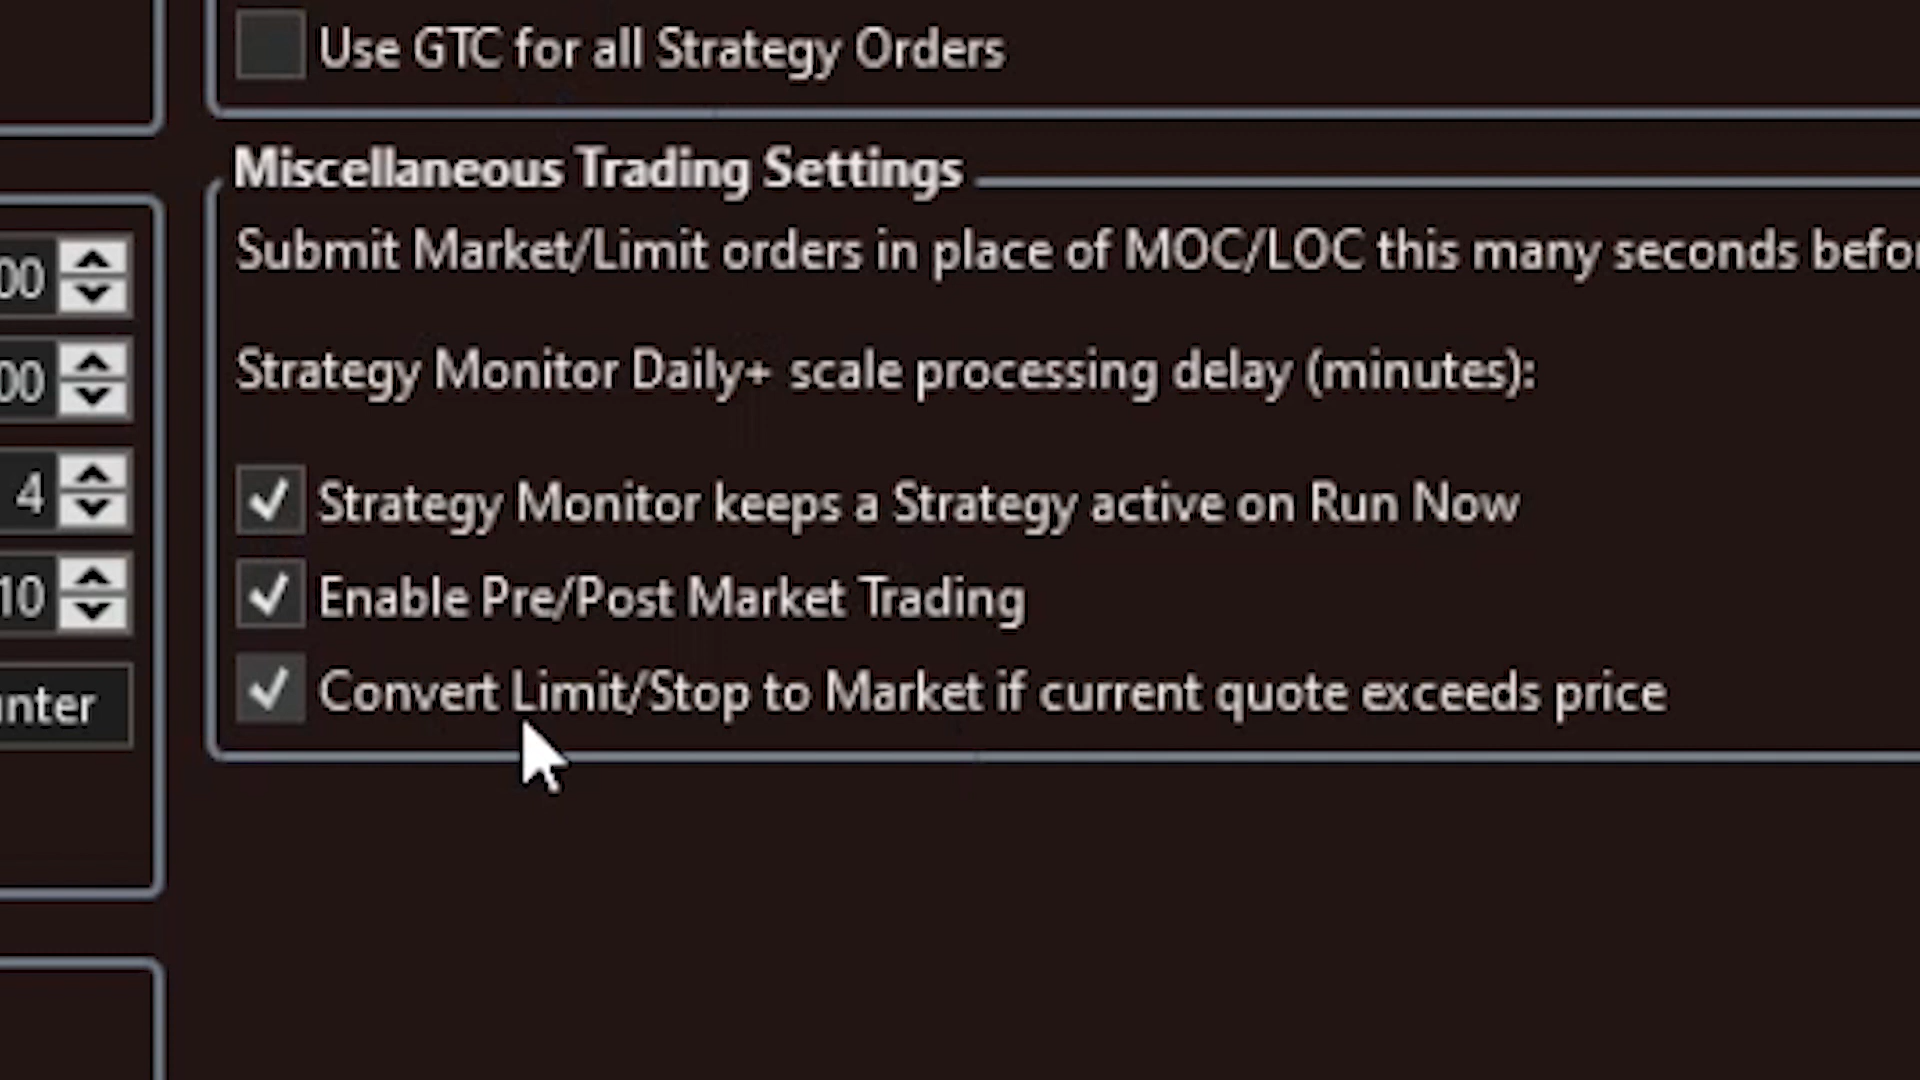 Use GTC for all Strategy Orders
Miscellaneous Trading Settings
Submit Market/Limit orders in place of MOC/LOC this many seconds
Strategy Monitor Daily+ scale processing delay (minutes):
00
00
4
10
Strategy Monitor keeps a Strategy active on Run Now
Enable Pre/Post Market Trading
Convert Limit/Stop to Market if current quote exceeds price